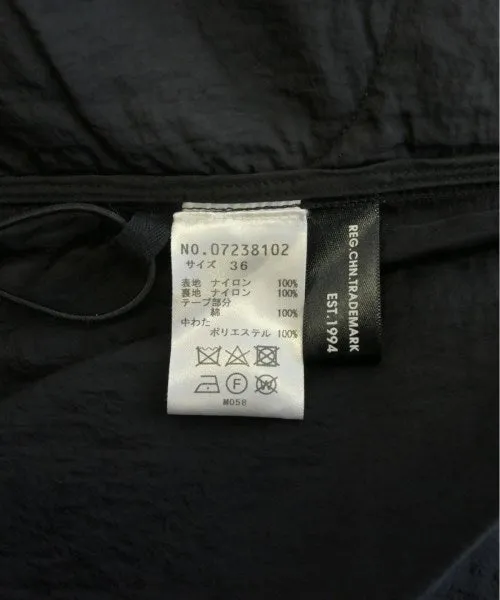 NO.07238102
サイズ 36
表地 ナイロン 100%
裏地 ナイロン 100%
テープ部分
綿 100%
中わた
ポリエステル 100%
F
W
M058
REG.CHN.TRADEMARK
EST.1994